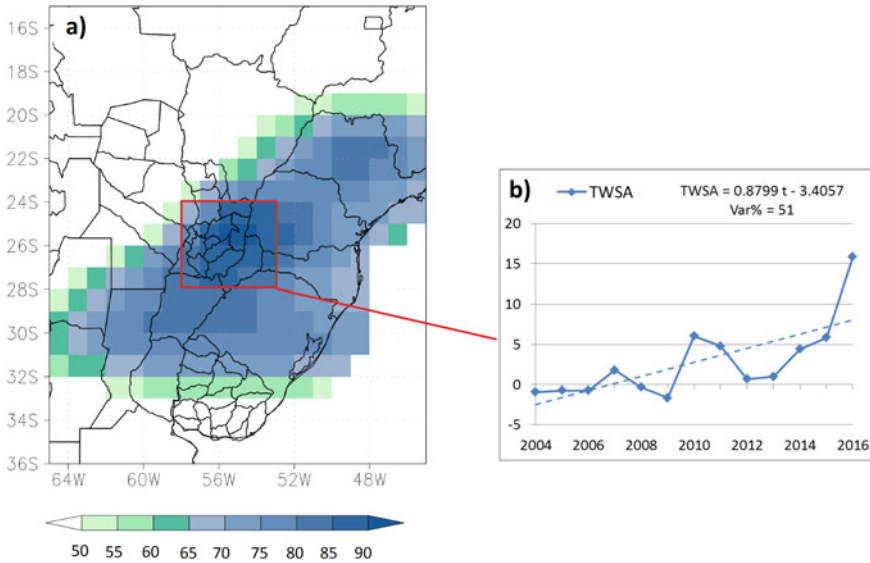 a)
16S
18S
20S
22S
24S
26S
28S
30S
32S
34S
36S
64W 60W 56W 52W 48W
50 55 60 65 70 75 80 85 90
b) TWSA TWSA = 0.8799 t - 3.4057
Var% = 51
20
15
10
5
0
-5
2004 2006 2008 2010 2012 2014 2016